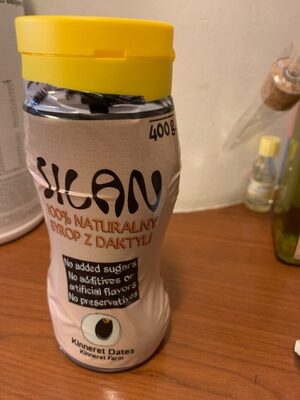 400g
SILAN
100% NATURALNY
SYROP Z DAKTYLI
No added sugars
No additives or
artificial flavors
No preservatives
Kinneret Dates
Kinneret Farm